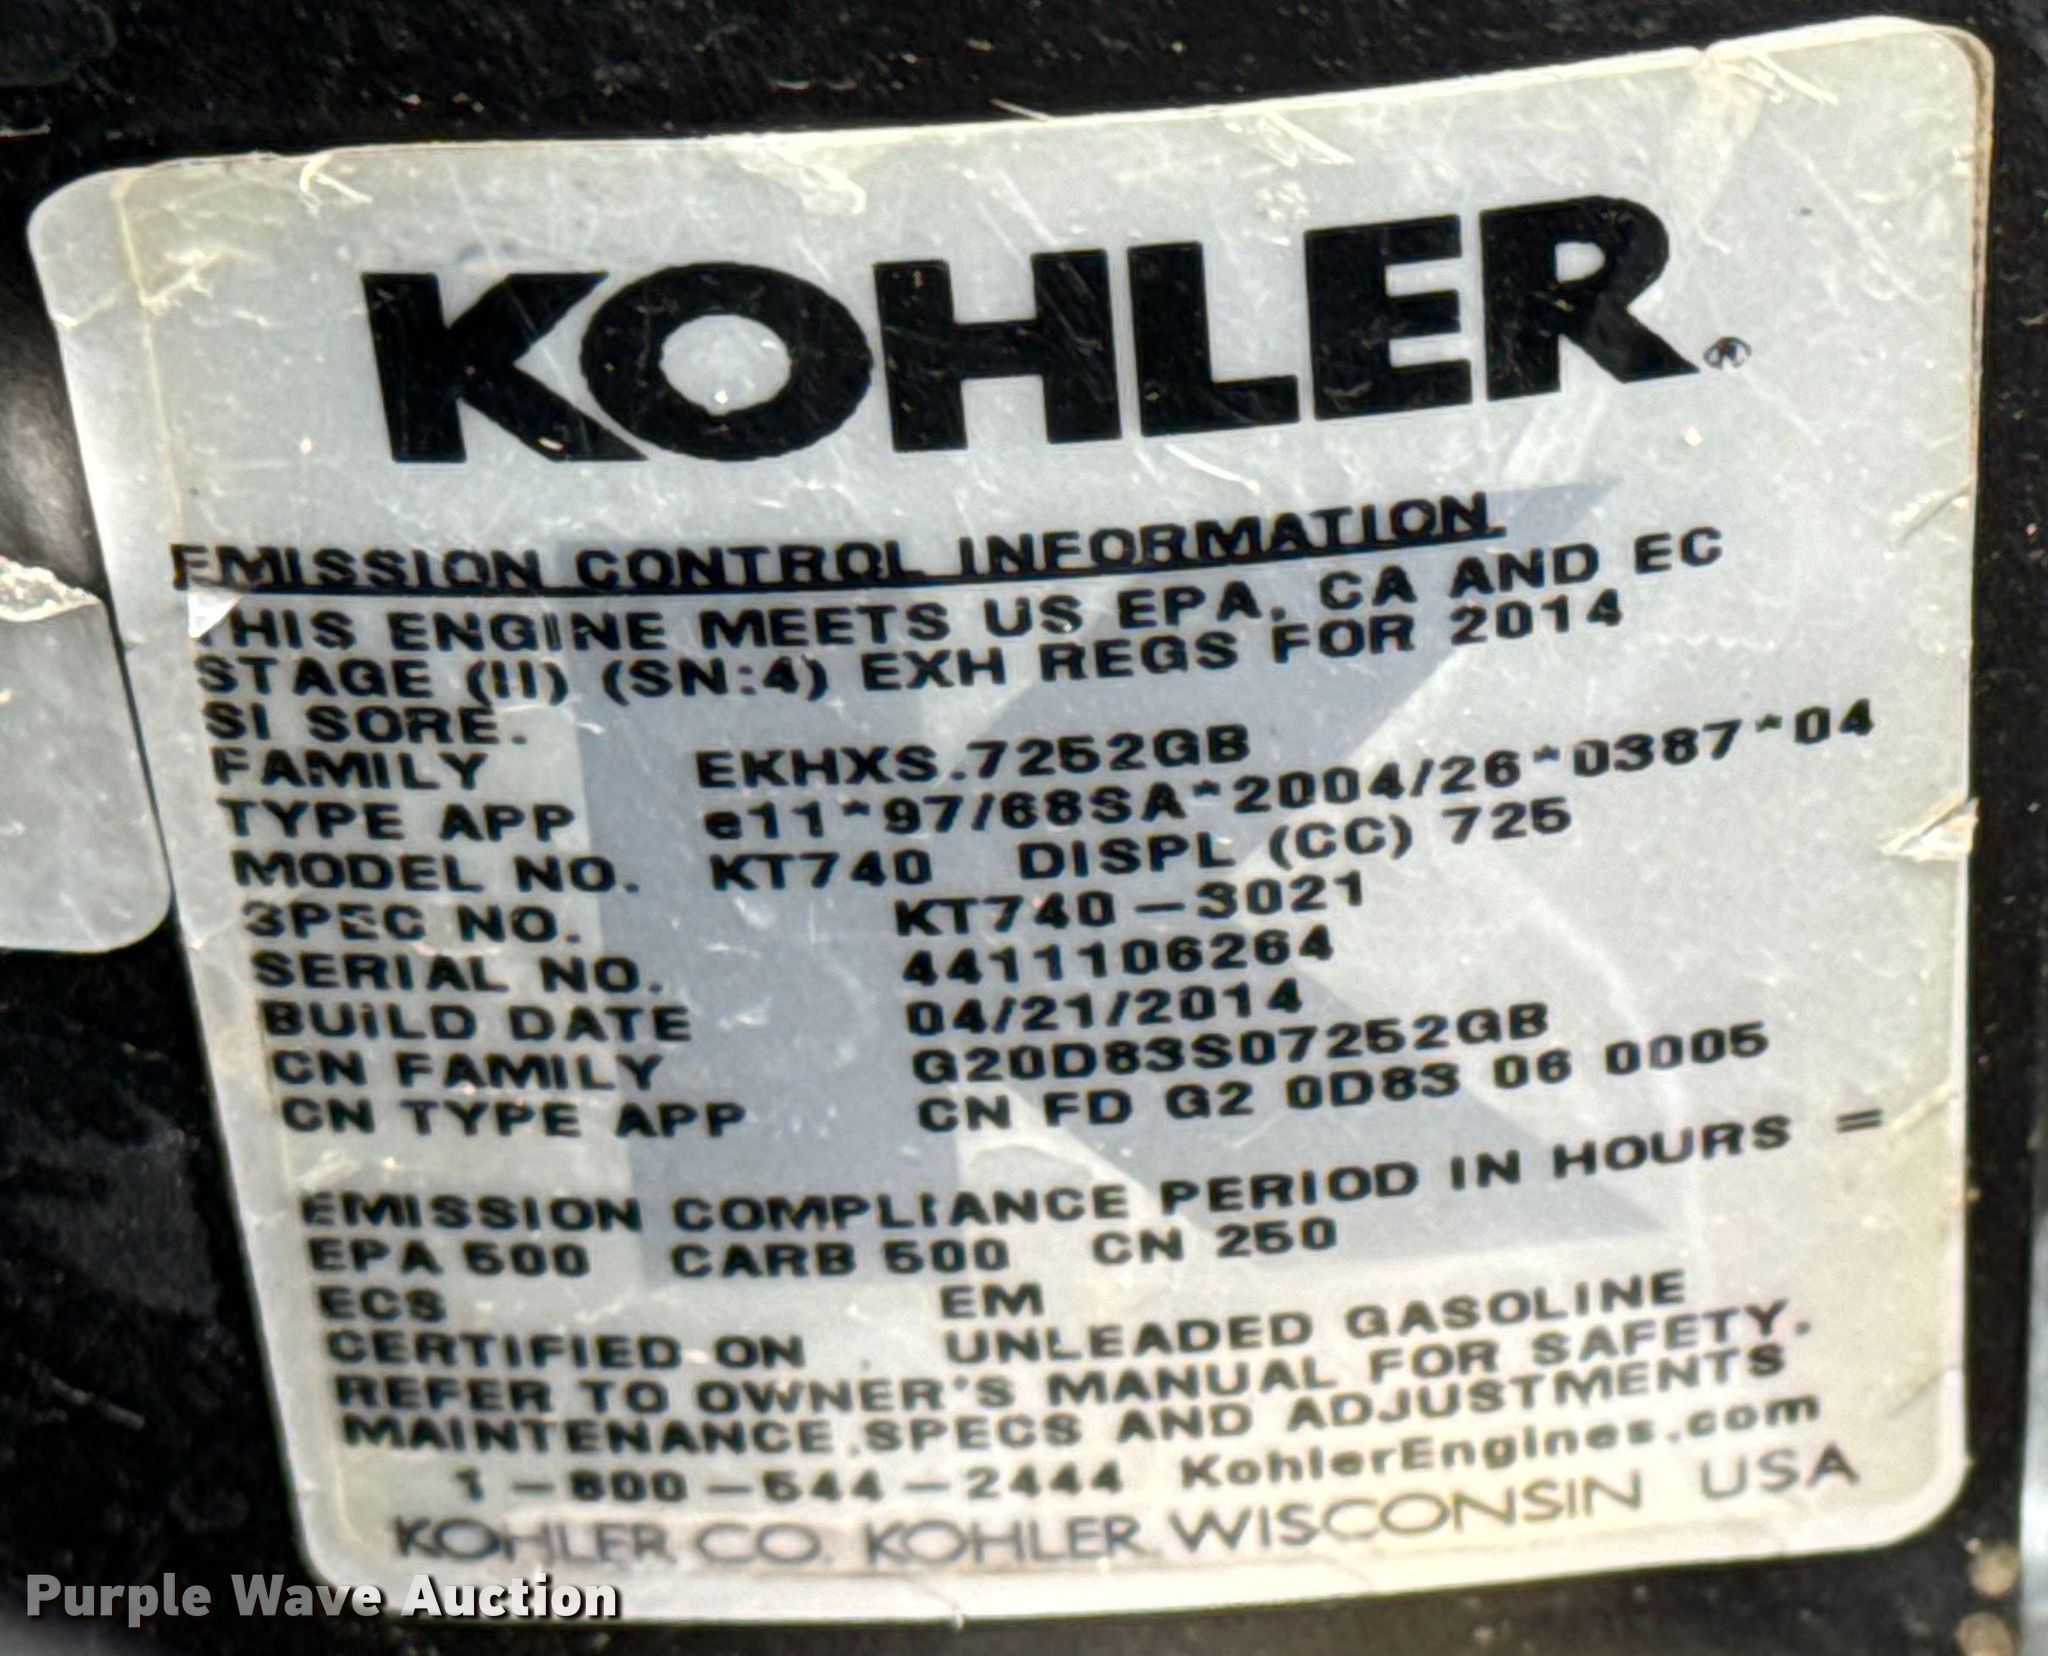 KOHLER®
EMISSION CONTROL INFORMATION
THIS ENGINE MEETS US EPA, CA AND EC
STAGE (II) (SN:4) EXH REGS FOR 2014
SI SORE.
FAMILY EKHXS.7252GB
TYPE APP e11*97/68SA*2004/26*0387*04
MODEL NO. KT740 DISPL (CC) 725
SPEC NO. KT740-3021
SERIAL NO. 4411106264
BUILD DATE 04/21/2014
CN FAMILY G20D83S07252GB
CN TYPE APP CN FD G2 0D83 06 0005
EMISSION COMPLIANCE PERIOD IN HOURS =
EPA 500 CARB 500 CN 250
ECS EM
CERTIFIED ON UNLEADED GASOLINE
REFER TO OWNER'S MANUAL FOR SAFETY,
MAINTENANCE,SPECS AND ADJUSTMENTS
1-800-544-2444 KohlerEngines.com
KOHLER CO. KOHLER WISCONSIN USA
Purple Wave Auction